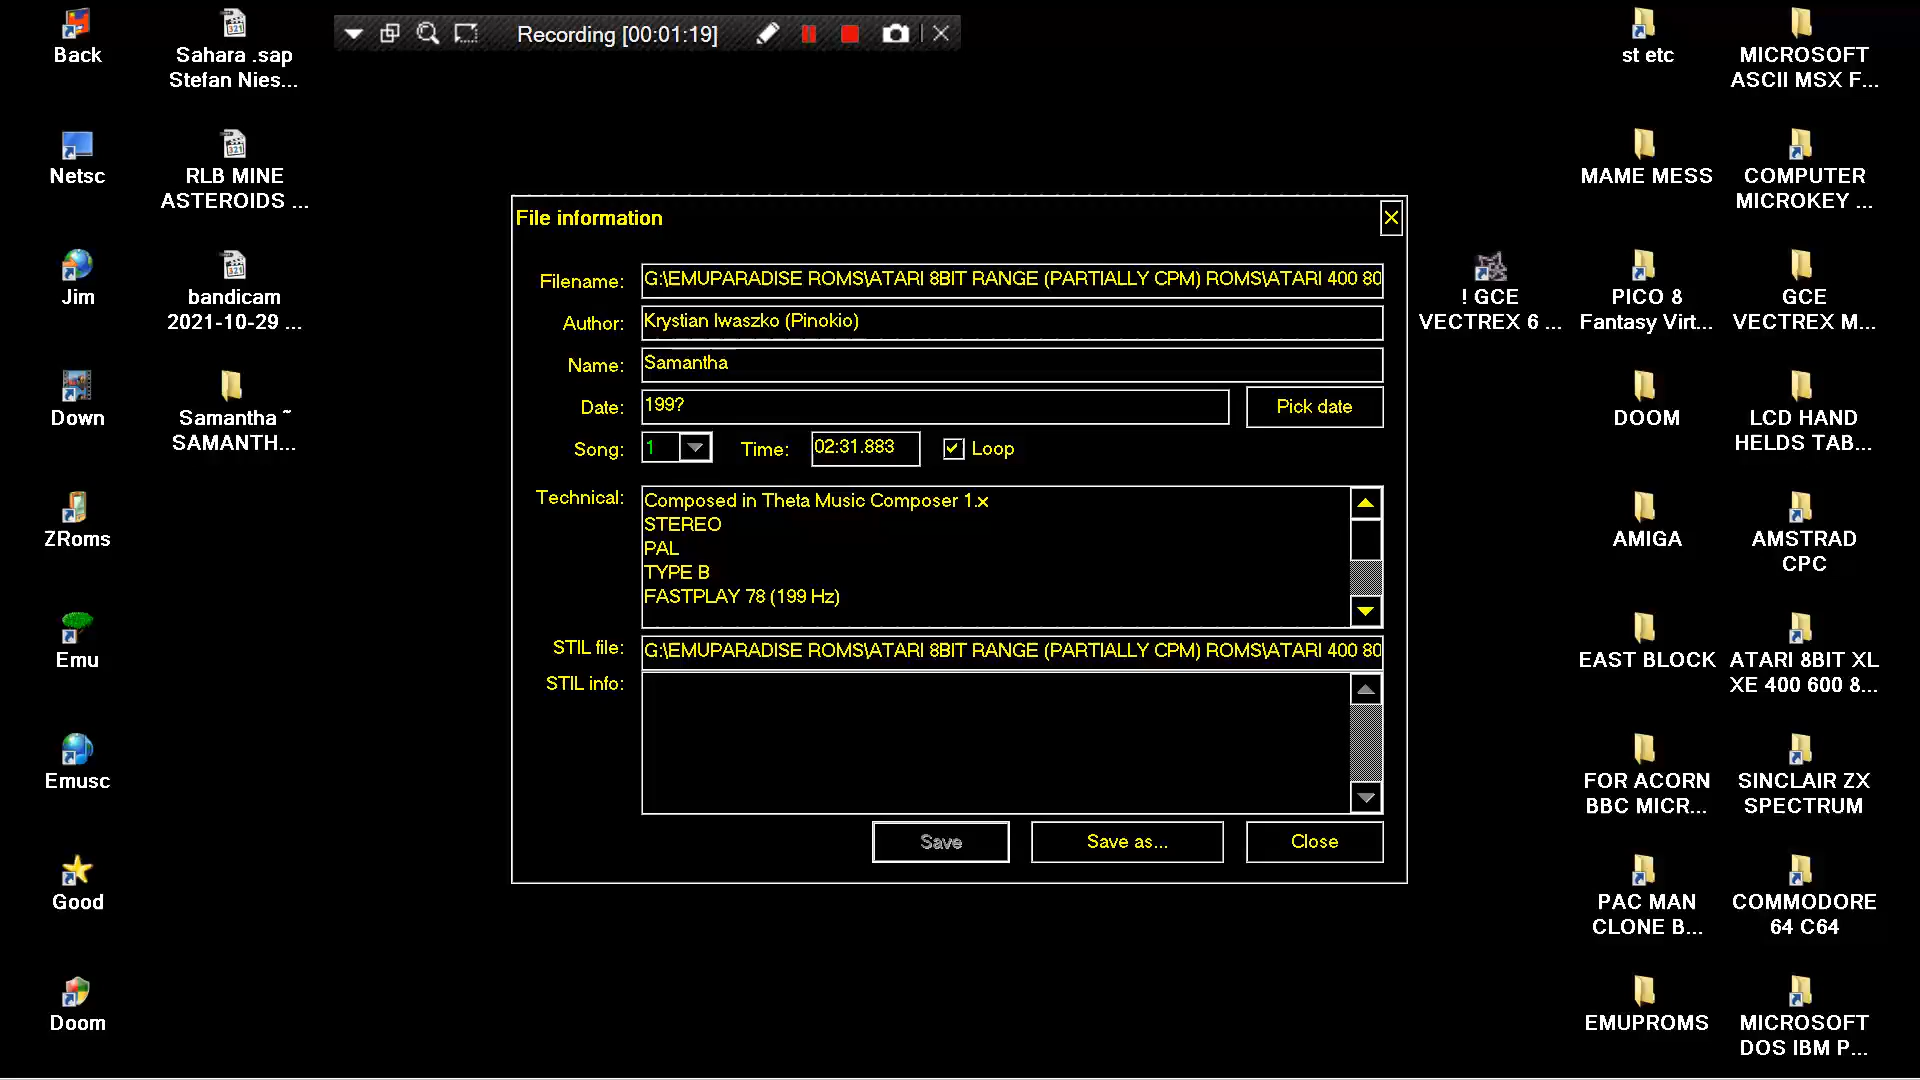 Recording [00:01:19]
Back
Sahara .sap
Stefan Nies...
Netsc
RLB MINE
ASTEROIDS ...
Jim
bandicam
2021-10-29 ...
Down
Samantha ~
SAMANTH...
ZRoms
Emu
Emusc
Good
Doom
File information
Filename:
G:\EMUPARADISE ROMS\ATARI 8BIT RANGE (PARTIALLY CPM) ROMS\ATARI 400 80
Author:
Krystian Iwaszko (Pinokio)
Name:
Samantha
Date:
199?
Pick date
Song:
1
Time:
02:31.883
Loop
Technical:
Composed in Theta Music Composer 1.x
STEREO
PAL
TYPE B
FASTPLAY 78 (199 Hz)
STIL file:
G:\EMUPARADISE ROMS\ATARI 8BIT RANGE (PARTIALLY CPM) ROMS\ATARI 400 80
STIL info:
Save
Save as...
Close
! GCE
VECTREX 6 ...
st etc
MAME MESS
PICO 8
Fantasy Virt...
DOOM
AMIGA
EAST BLOCK
FOR ACORN
BBC MICR...
PAC MAN
CLONE B...
EMUPROMS
MICROSOFT
ASCII MSX F...
COMPUTER
MICROKEY ...
GCE
VECTREX M...
LCD HAND
HELDS TAB...
AMSTRAD
CPC
ATARI 8BIT XL
XE 400 600 8...
SINCLAIR ZX
SPECTRUM
COMMODORE
64 C64
MICROSOFT
DOS IBM P...